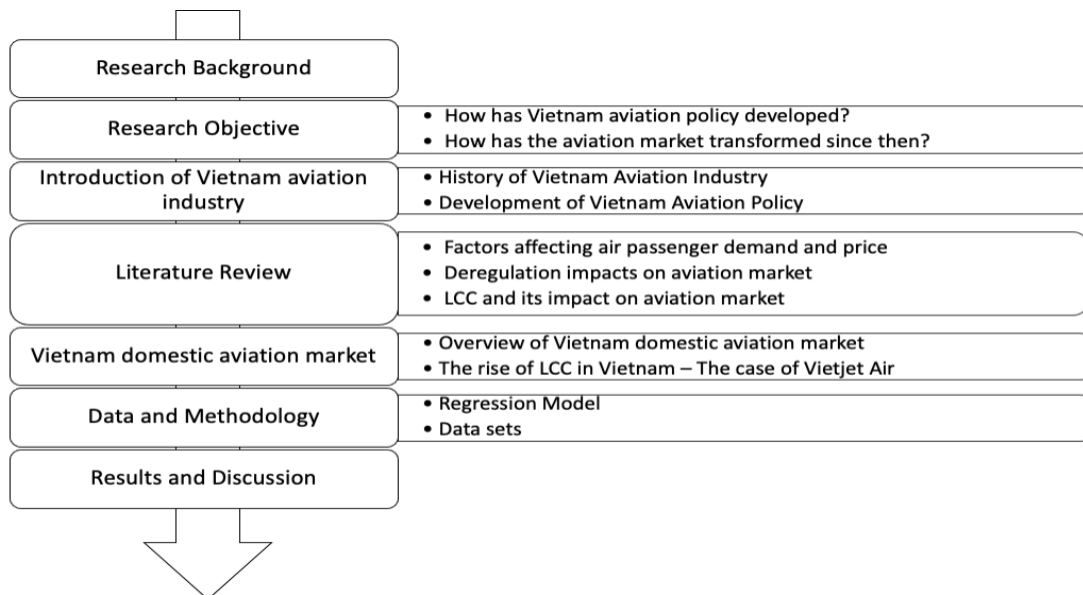 Research Background
Research Objective
• How has Vietnam aviation policy developed?
• How has the aviation market transformed since then?
Introduction of Vietnam aviation
industry
• History of Vietnam Aviation Industry
• Development of Vietnam Aviation Policy
Literature Review
• Factors affecting air passenger demand and price
• Deregulation impacts on aviation market
• LCC and its impact on aviation market
Vietnam domestic aviation market
• Overview of Vietnam domestic aviation market
• The rise of LCC in Vietnam – The case of Vietjet Air
Data and Methodology
• Regression Model
• Data sets
Results and Discussion